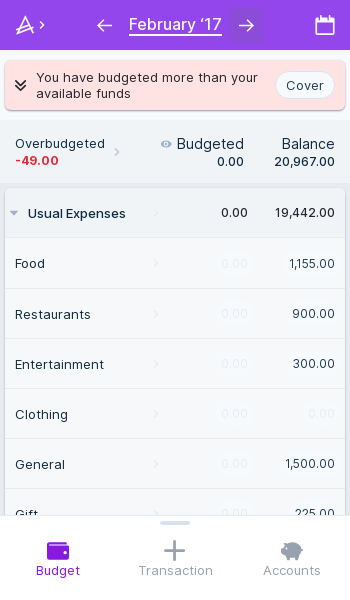 February ‘17
You have budgeted more than your
available funds
Cover
Overbudgeted
-49.00
Budgeted
0.00
Balance
20,967.00
Usual Expenses 0.00 19,442.00
Food 0.00 1,155.00
Restaurants 0.00 900.00
Entertainment 0.00 300.00
Clothing 0.00 0.00
General 0.00 1,500.00
Gift 0.00 225.00
Budget Transaction Accounts